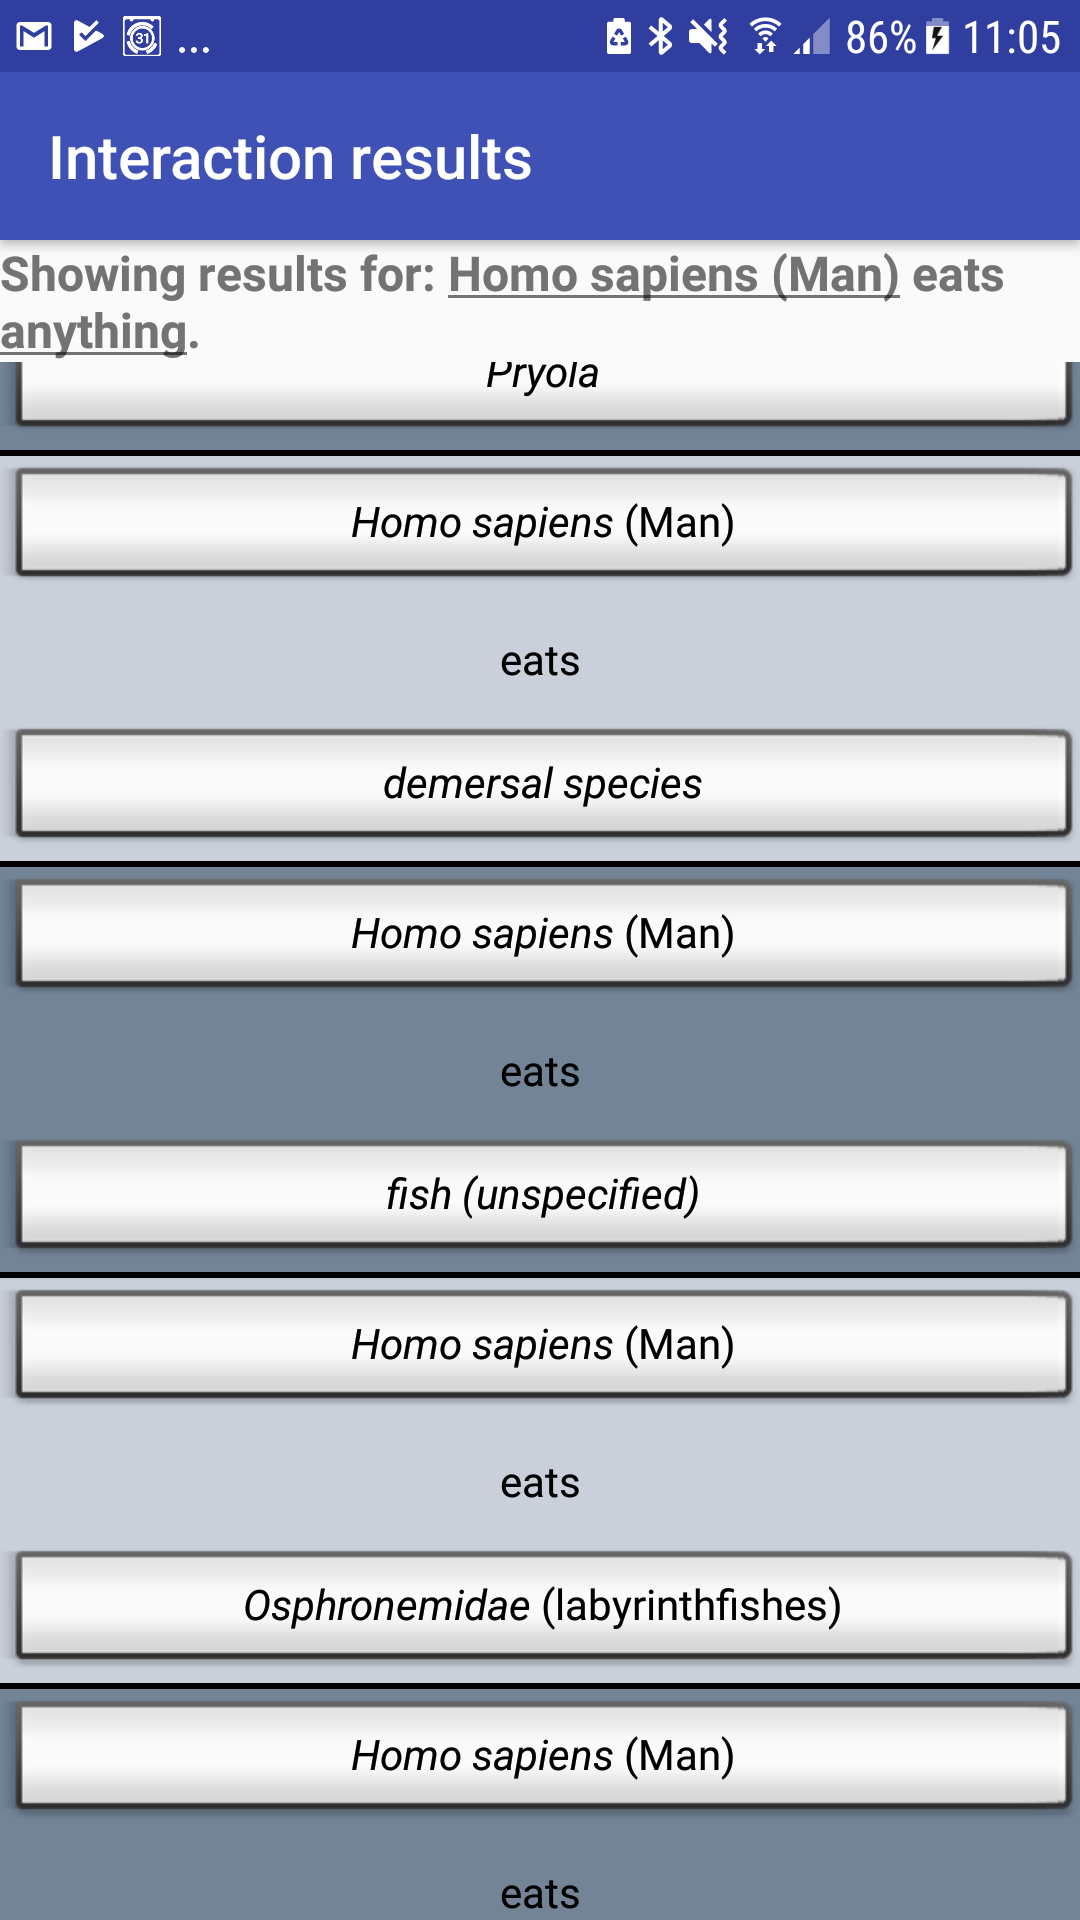 31 ... 86% 11:05
Interaction results
Showing results for: Homo sapiens (Man) eats
anything.
Pryola
Homo sapiens (Man)
eats
demersal species
Homo sapiens (Man)
eats
fish (unspecified)
Homo sapiens (Man)
eats
Osphronemidae (labyrinthfishes)
Homo sapiens (Man)
eats